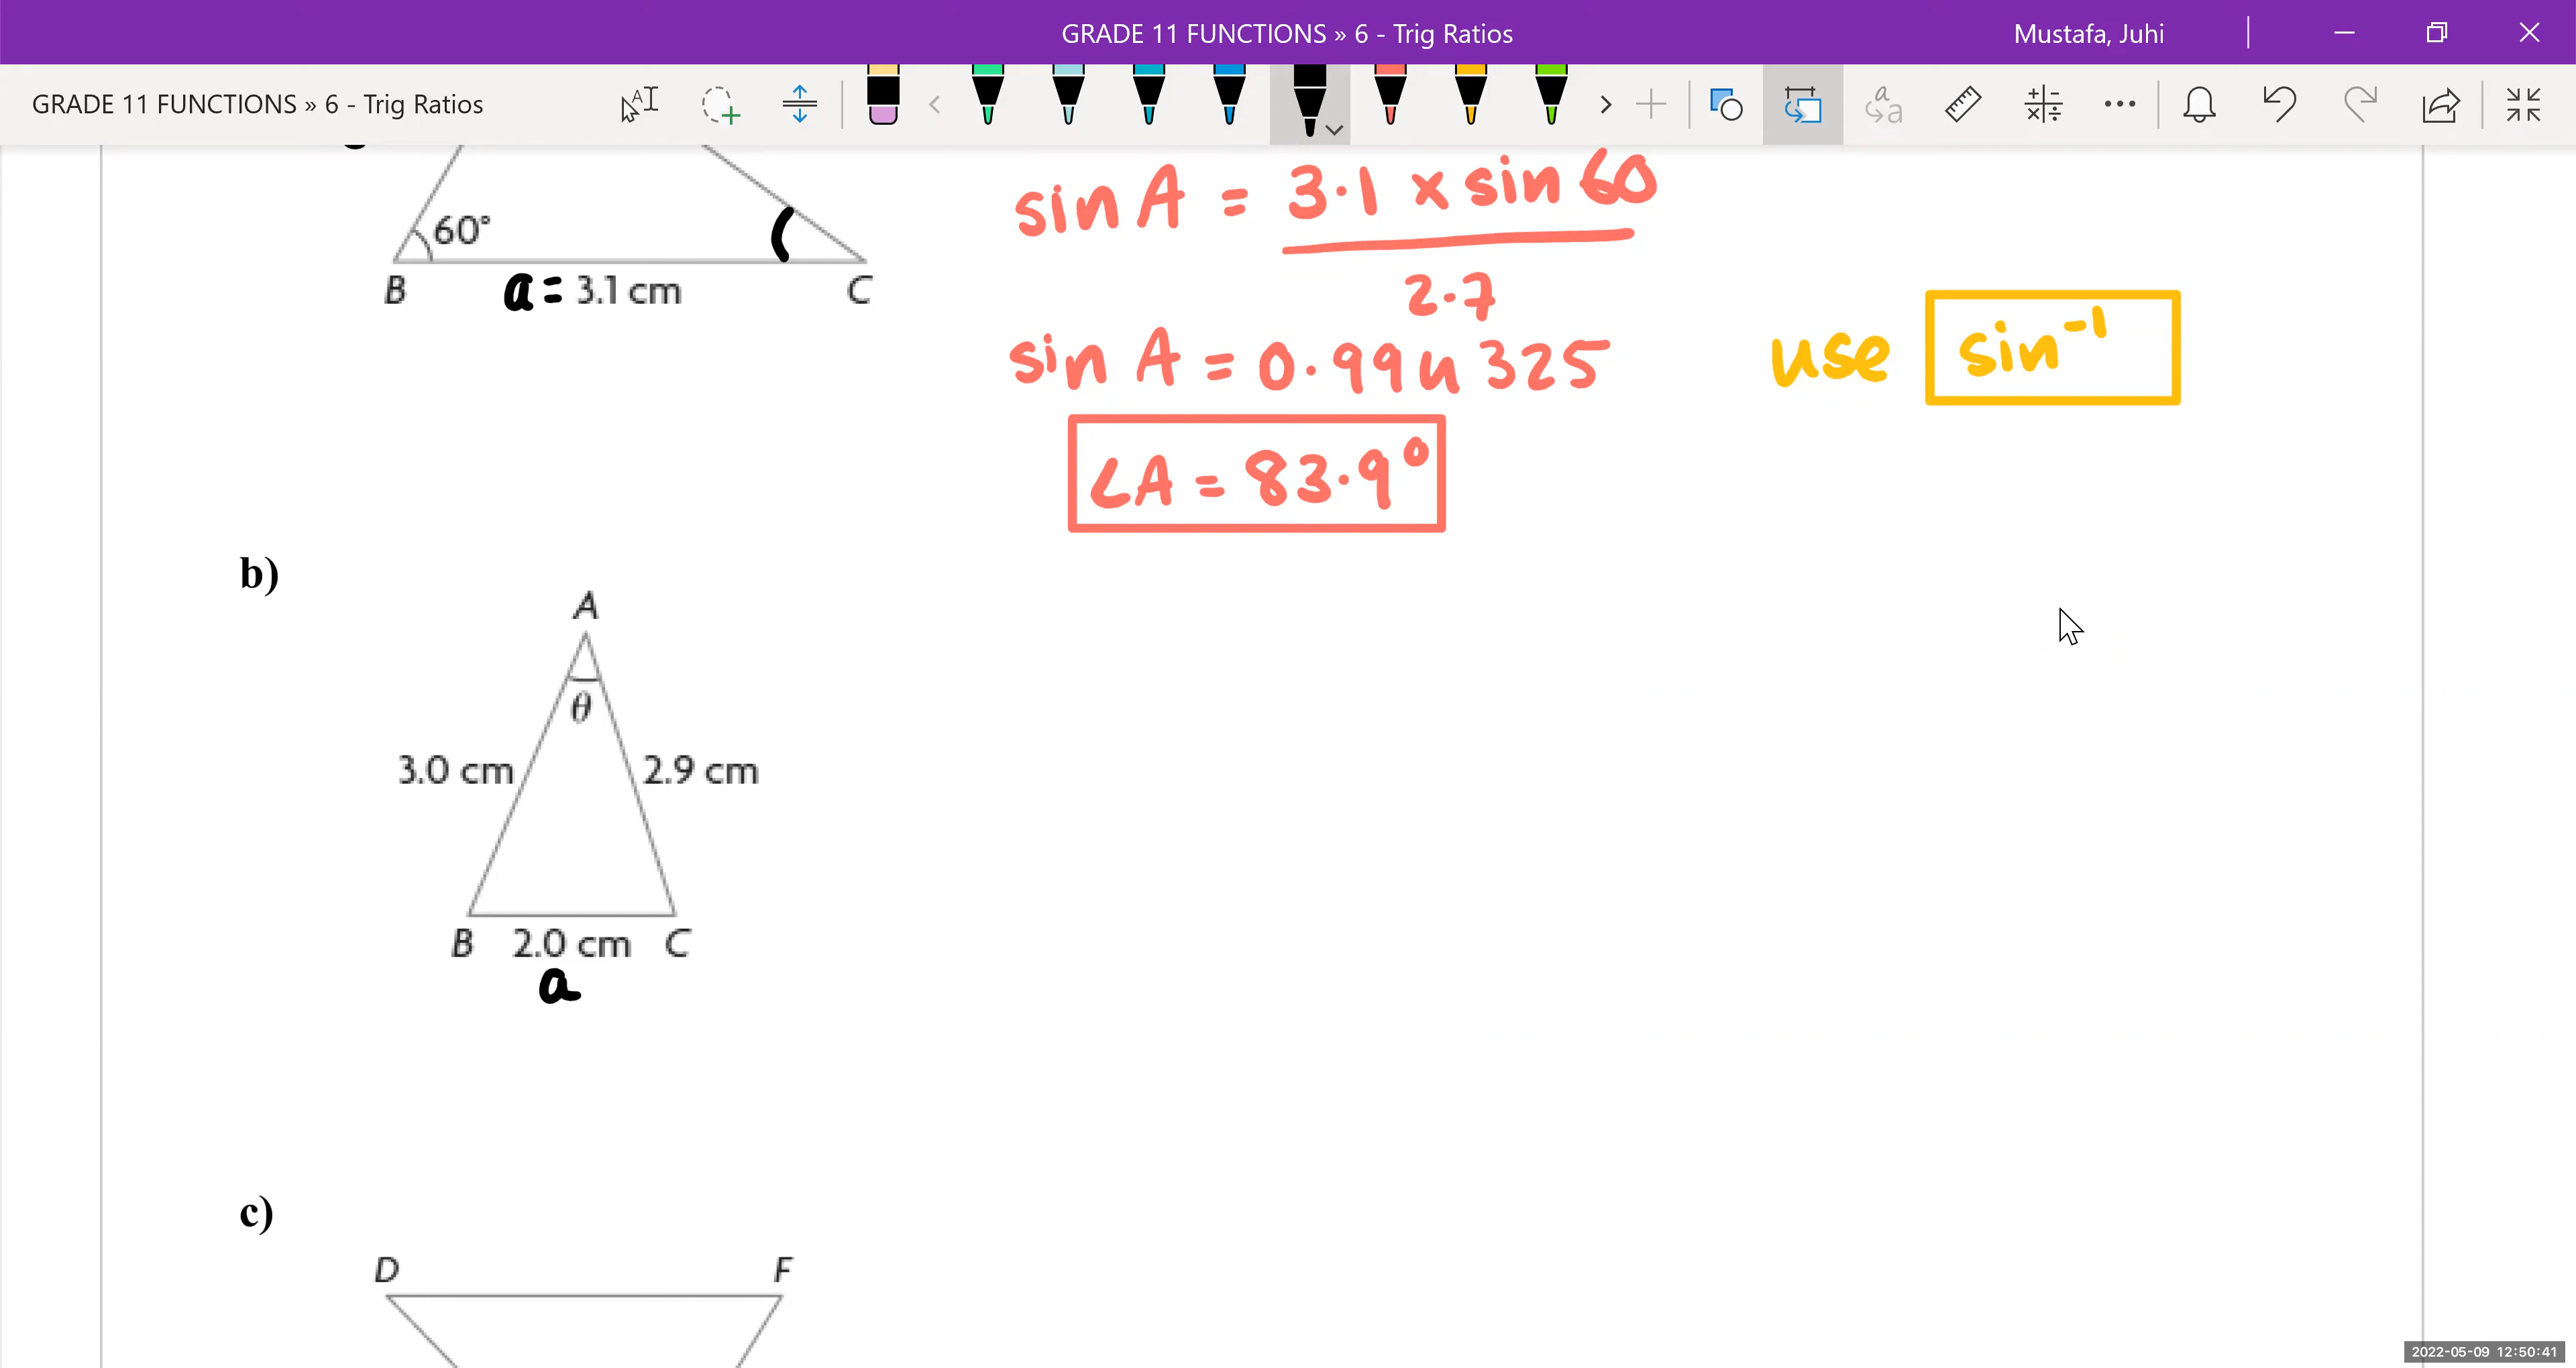 GRADE 11 FUNCTIONS » 6 - Trig Ratios
Mustafa, Juhi
GRADE 11 FUNCTIONS » 6 - Trig Ratios
60°
B a = 3.1 cm C
sin A = 3.1 x sin 60
2.7
sin A = 0.994325
use sin⁻¹
∠A = 83.9°
b)
A
θ
3.0 cm 2.9 cm
B 2.0 cm C
a
c)
D F
2022-05-09 12:50:41